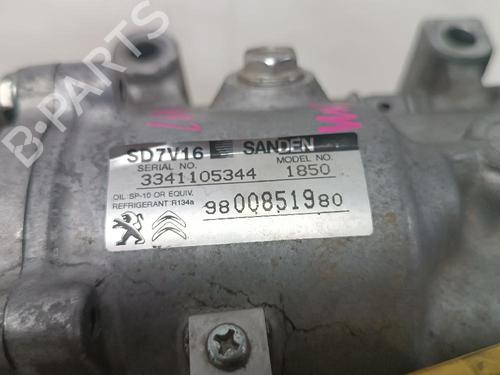 B-PARTS
SD7V16 SANDEN
SERIAL NO. MODEL NO.
3341105344 1850
OIL:SP-10 OR EQUIV.
REFRIGERANT:R134a
9800851980